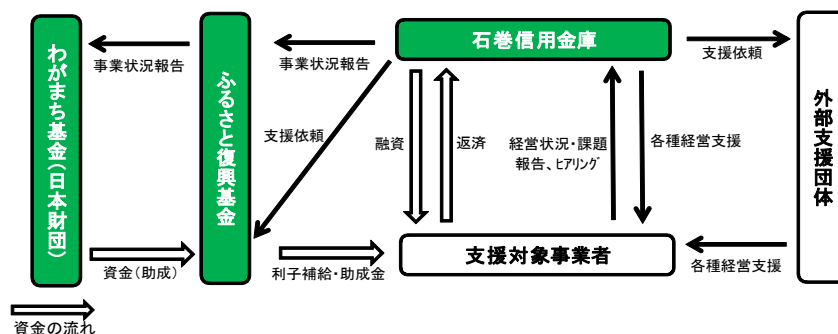 わがまち基金(日本財団)
事業状況報告
資金(助成)
ふるさと復興基金
事業状況報告
支援依頼
利子補給・助成金
石巻信用金庫
融資
返済
経営状況・課題
報告、ヒアリング
各種経営支援
支援対象事業者
支援依頼
各種経営支援
外部支援団体
資金の流れ